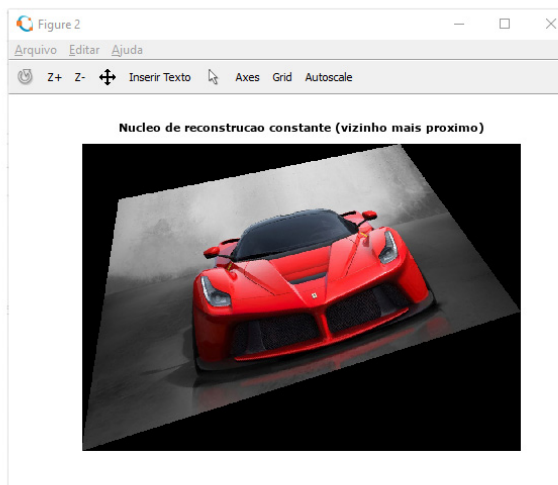 Figure 2
Arquivo Editar Ajuda
Z+ Z- Inserir Texto Axes Grid Autoscale
Nucleo de reconstrucao constante (vizinho mais proximo)